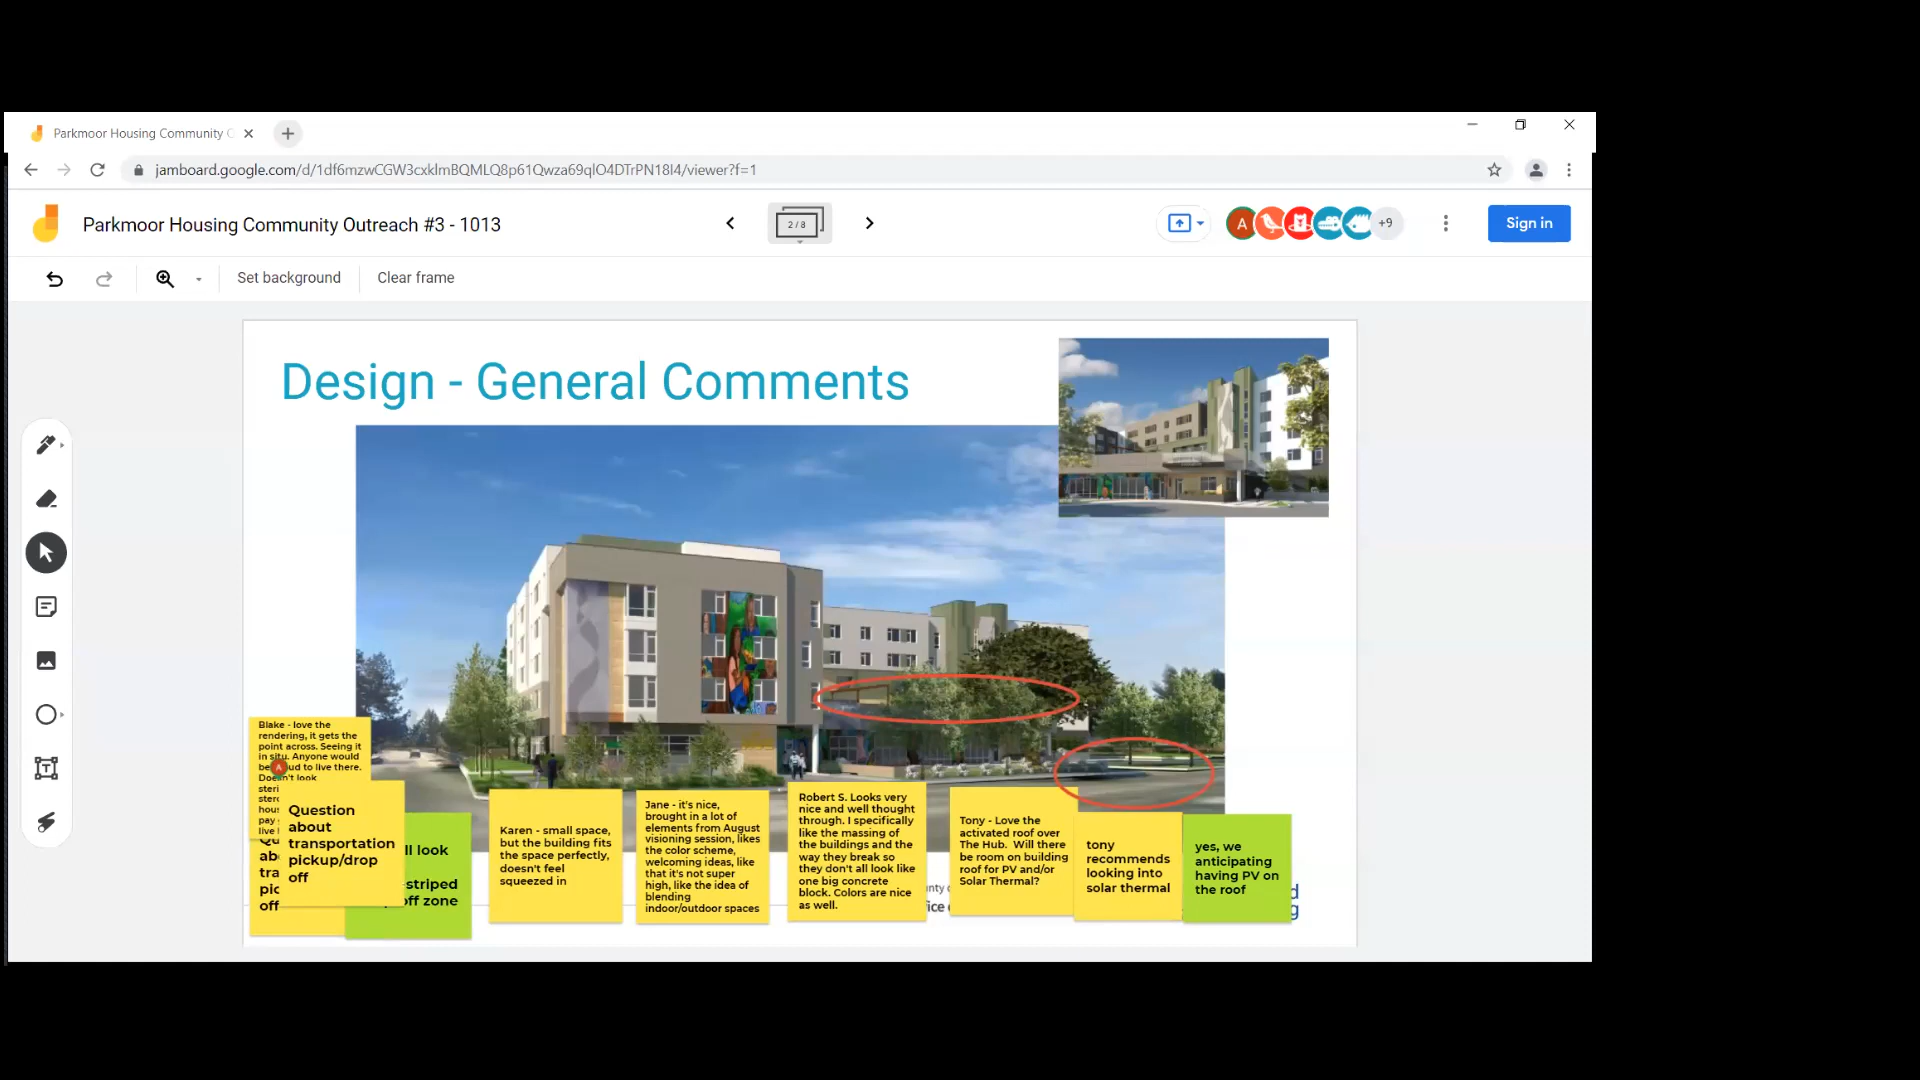 Parkmoor Housing Community
jamboard.google.com/d/1df6mzwCGW3cxklmBQMLQ8p61Qwza69qlO4DTrPN18I4/viewer?f=1
Parkmoor Housing Community Outreach #3 - 1013
2 / 8
A
+9
Sign in
Set background
Clear frame
Design - General Comments
Blake - love the
rendering, it gets the
point across. Seeing it
in situ. Anyone would
be ud to live there.
Doesn't look
Question
about
transportation
pickup/drop
off
ll look
striped
off zone
Karen - small space,
but the building fits
the space perfectly,
doesn't feel
squeezed in
Jane - it's nice,
brought in a lot of
elements from August
visioning session, likes
the color scheme,
welcoming ideas, like
that it's not super
high, like the idea of
blending
indoor/outdoor spaces
Robert S. Looks very
nice and well thought
through. I specifically
like the massing of
the buildings and the
way they break so
they don't all look like
one big concrete
block. Colors are nice
as well.
Tony - Love the
activated roof over
The Hub. Will there
be room on building
roof for PV and/or
Solar Thermal?
tony
recommends
looking into
solar thermal
yes, we
anticipating
having PV on
the roof